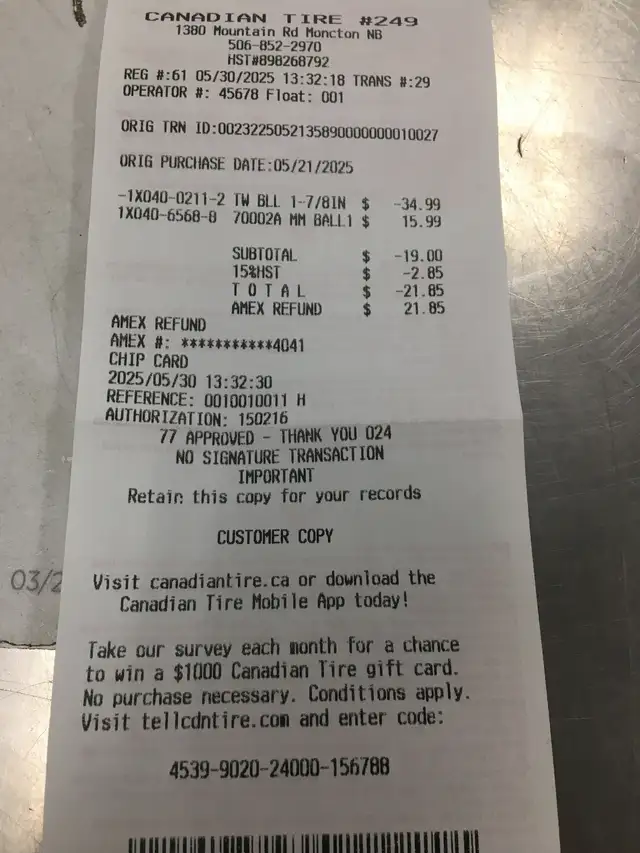 CANADIAN TIRE #249
1380 Mountain Rd Moncton NB
506-852-2970
HST#898268792
REG #:61 05/30/2025 13:32:18 TRANS #:29
OPERATOR #: 45678 Float: 001
ORIG TRN ID:0023225052135890000000010027
ORIG PURCHASE DATE:05/21/2025
-1X040-0211-2 TW BLL 1-7/8IN $ -34.99
1X040-6568-8 70002A MM BALL1 $ 15.99
SUBTOTAL $ -19.00
15%HST $ -2.85
T O T A L $ -21.85
AMEX REFUND $ 21.85
AMEX REFUND
AMEX #: ***********4041
CHIP CARD
2025/05/30 13:32:30
REFERENCE: 0010010011 H
AUTHORIZATION: 150216
77 APPROVED - THANK YOU 024
NO SIGNATURE TRANSACTION
IMPORTANT
Retain this copy for your records
CUSTOMER COPY
03/2
Visit canadiantire.ca or download the
Canadian Tire Mobile App today!
Take our survey each month for a chance
to win a $1000 Canadian Tire gift card.
No purchase necessary. Conditions apply.
Visit tellcdntire.com and enter code:
4539-9020-24000-156788